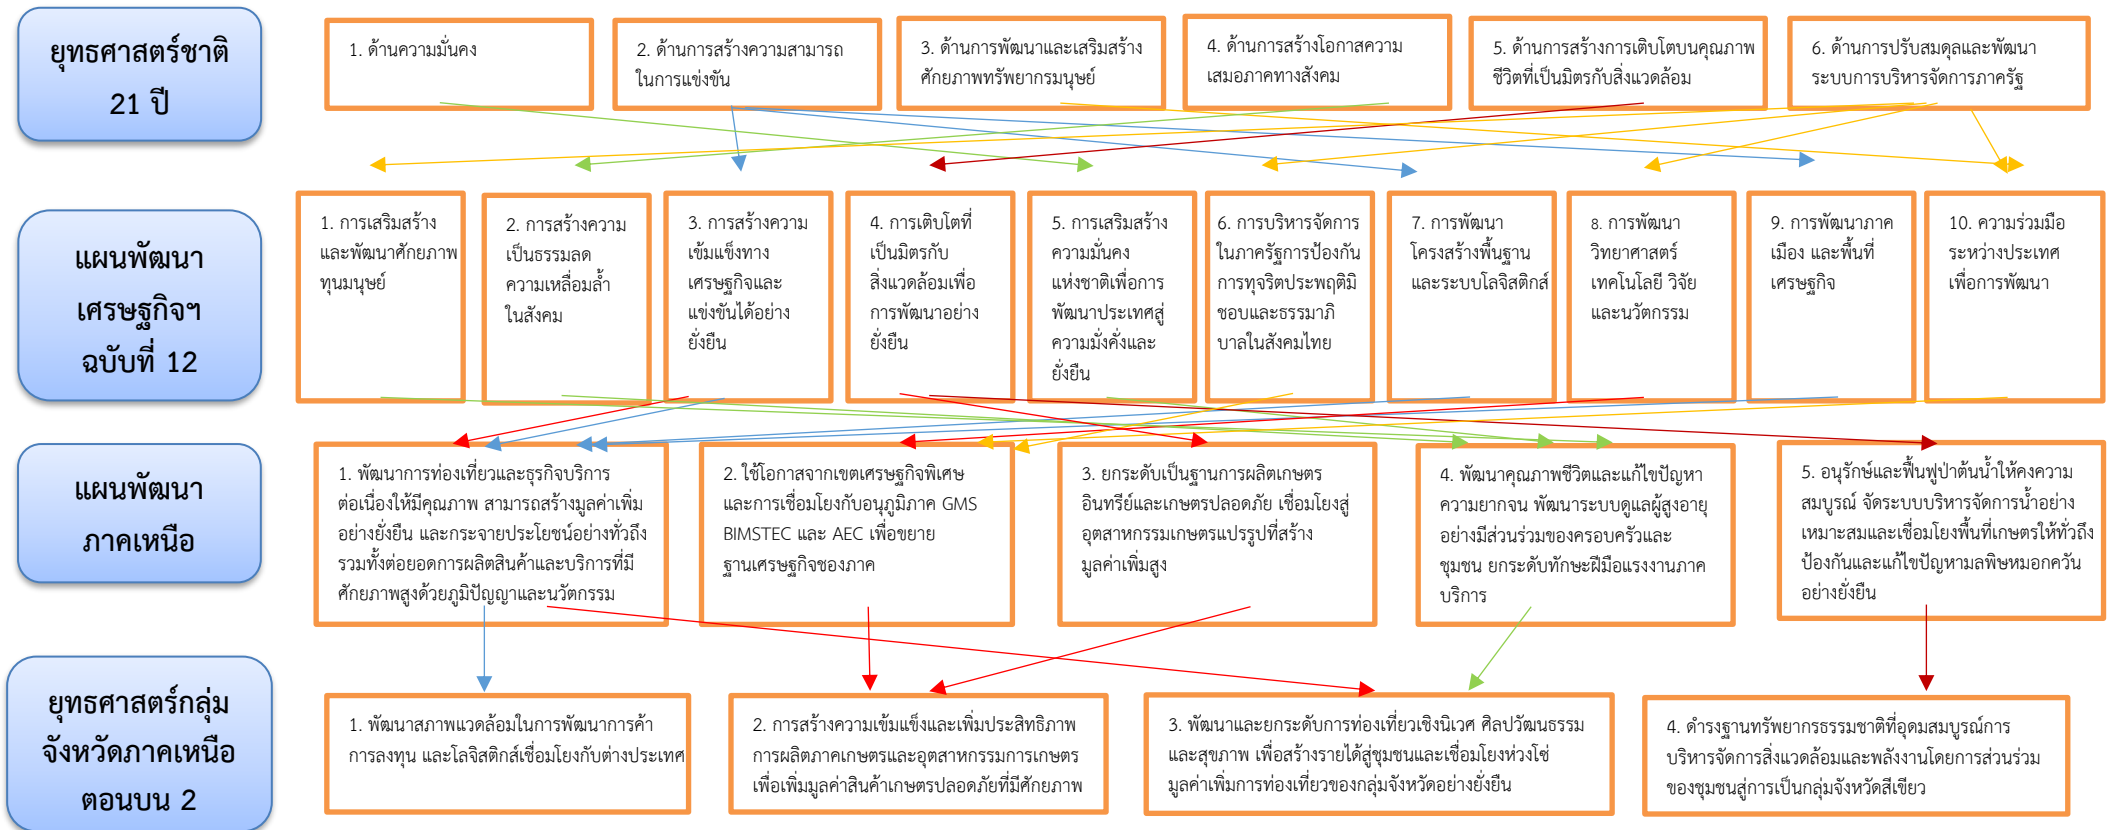 ยุทธศาสตร์ชาติ
21 ปี
1. ด้านความมั่นคง
2. ด้านการสร้างความสามารถ
ในการแข่งขัน
3. ด้านการพัฒนาและเสริมสร้าง
ศักยภาพทรัพยากรมนุษย์
4. ด้านการสร้างโอกาสความ
เสมอภาคทางสังคม
5. ด้านการสร้างการเติบโตบนคุณภาพ
ชีวิตที่เป็นมิตรกับสิ่งแวดล้อม
6. ด้านการปรับสมดุลและพัฒนา
ระบบการบริหารจัดการภาครัฐ
แผนพัฒนา
เศรษฐกิจฯ
ฉบับที่ 12
1. การเสริมสร้าง
และพัฒนาศักยภาพ
ทุนมนุษย์
2. การสร้างความ
เป็นธรรมลด
ความเหลื่อมล้ำ
ในสังคม
3. การสร้างความ
เข้มแข็งทาง
เศรษฐกิจและ
แข่งขันได้อย่าง
ยั่งยืน
4. การเติบโตที่
เป็นมิตรกับ
สิ่งแวดล้อมเพื่อ
การพัฒนาอย่าง
ยั่งยืน
5. การเสริมสร้าง
ความมั่นคง
แห่งชาติเพื่อการ
พัฒนาประเทศสู่
ความมั่งคั่งและ
ยั่งยืน
6. การบริหารจัดการ
ในภาครัฐการป้องกัน
การทุจริตประพฤติมิ
ชอบและธรรมาภิ
บาลในสังคมไทย
7. การพัฒนา
โครงสร้างพื้นฐาน
และระบบโลจิสติกส์
8. การพัฒนา
วิทยาศาสตร์
เทคโนโลยี วิจัย
และนวัตกรรม
9. การพัฒนาภาค
เมือง และพื้นที่
เศรษฐกิจ
10. ความร่วมมือ
ระหว่างประเทศ
เพื่อการพัฒนา
แผนพัฒนา
ภาคเหนือ
1. พัฒนาการท่องเที่ยวและธุรกิจบริการ
ต่อเนื่องให้มีคุณภาพ สามารถสร้างมูลค่าเพิ่ม
อย่างยั่งยืน และกระจายประโยชน์อย่างทั่วถึง
รวมทั้งต่อยอดการผลิตสินค้าและบริการที่มี
ศักยภาพสูงด้วยภูมิปัญญาและนวัตกรรม
2. ใช้โอกาสจากเขตเศรษฐกิจพิเศษ
และการเชื่อมโยงกับอนุภูมิภาค GMS
BIMSTEC และ AEC เพื่อขยาย
ฐานเศรษฐกิจของภาค
3. ยกระดับเป็นฐานการผลิตเกษตร
อินทรีย์และเกษตรปลอดภัย เชื่อมโยงสู่
อุตสาหกรรมเกษตรแปรรูปที่สร้าง
มูลค่าเพิ่มสูง
4. พัฒนาคุณภาพชีวิตและแก้ไขปัญหา
ความยากจน พัฒนาระบบดูแลผู้สูงอายุ
อย่างมีส่วนร่วมของครอบครัวและ
ชุมชน ยกระดับทักษะฝีมือแรงงานภาค
บริการ
5. อนุรักษ์และฟื้นฟูป่าต้นน้ำให้คงความ
สมบูรณ์ จัดระบบบริหารจัดการน้ำอย่าง
เหมาะสมและเชื่อมโยงพื้นที่เกษตรให้ทั่วถึง
ป้องกันและแก้ไขปัญหามลพิษหมอกควัน
อย่างยั่งยืน
ยุทธศาสตร์กลุ่ม
จังหวัดภาคเหนือ
ตอนบน 2
1. พัฒนาสภาพแวดล้อมในการพัฒนาการค้า
การลงทุน และโลจิสติกส์เชื่อมโยงกับต่างประเทศ
2. การสร้างความเข้มแข็งและเพิ่มประสิทธิภาพ
การผลิตภาคเกษตรและอุตสาหกรรมการเกษตร
เพื่อเพิ่มมูลค่าสินค้าเกษตรปลอดภัยที่มีศักยภาพ
3. พัฒนาและยกระดับการท่องเที่ยวเชิงนิเวศ ศิลปวัฒนธรรม
และสุขภาพ เพื่อสร้างรายได้สู่ชุมชนและเชื่อมโยงห่วงโซ่
มูลค่าเพิ่มการท่องเที่ยวของกลุ่มจังหวัดอย่างยั่งยืน
4. ดำรงฐานทรัพยากรธรรมชาติที่อุดมสมบูรณ์การ
บริหารจัดการสิ่งแวดล้อมและพลังงานโดยการส่วนร่วม
ของชุมชนสู่การเป็นกลุ่มจังหวัดสีเขียว